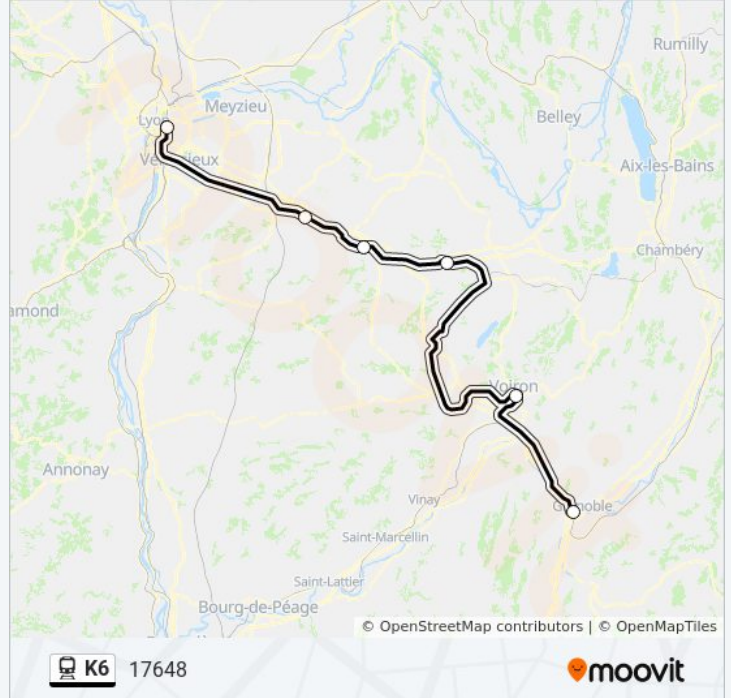 Rumilly
Meyzieu
Lyon
Belley
Vénissieux
Aix-les-Bains
Chambéry
amond
Voiron
Annonay
Vinay
Grenoble
Saint-Marcellin
Saint-Lattier
Bourg-de-Péage
© OpenStreetMap contributors | © OpenMapTiles
K6 17648
moovit